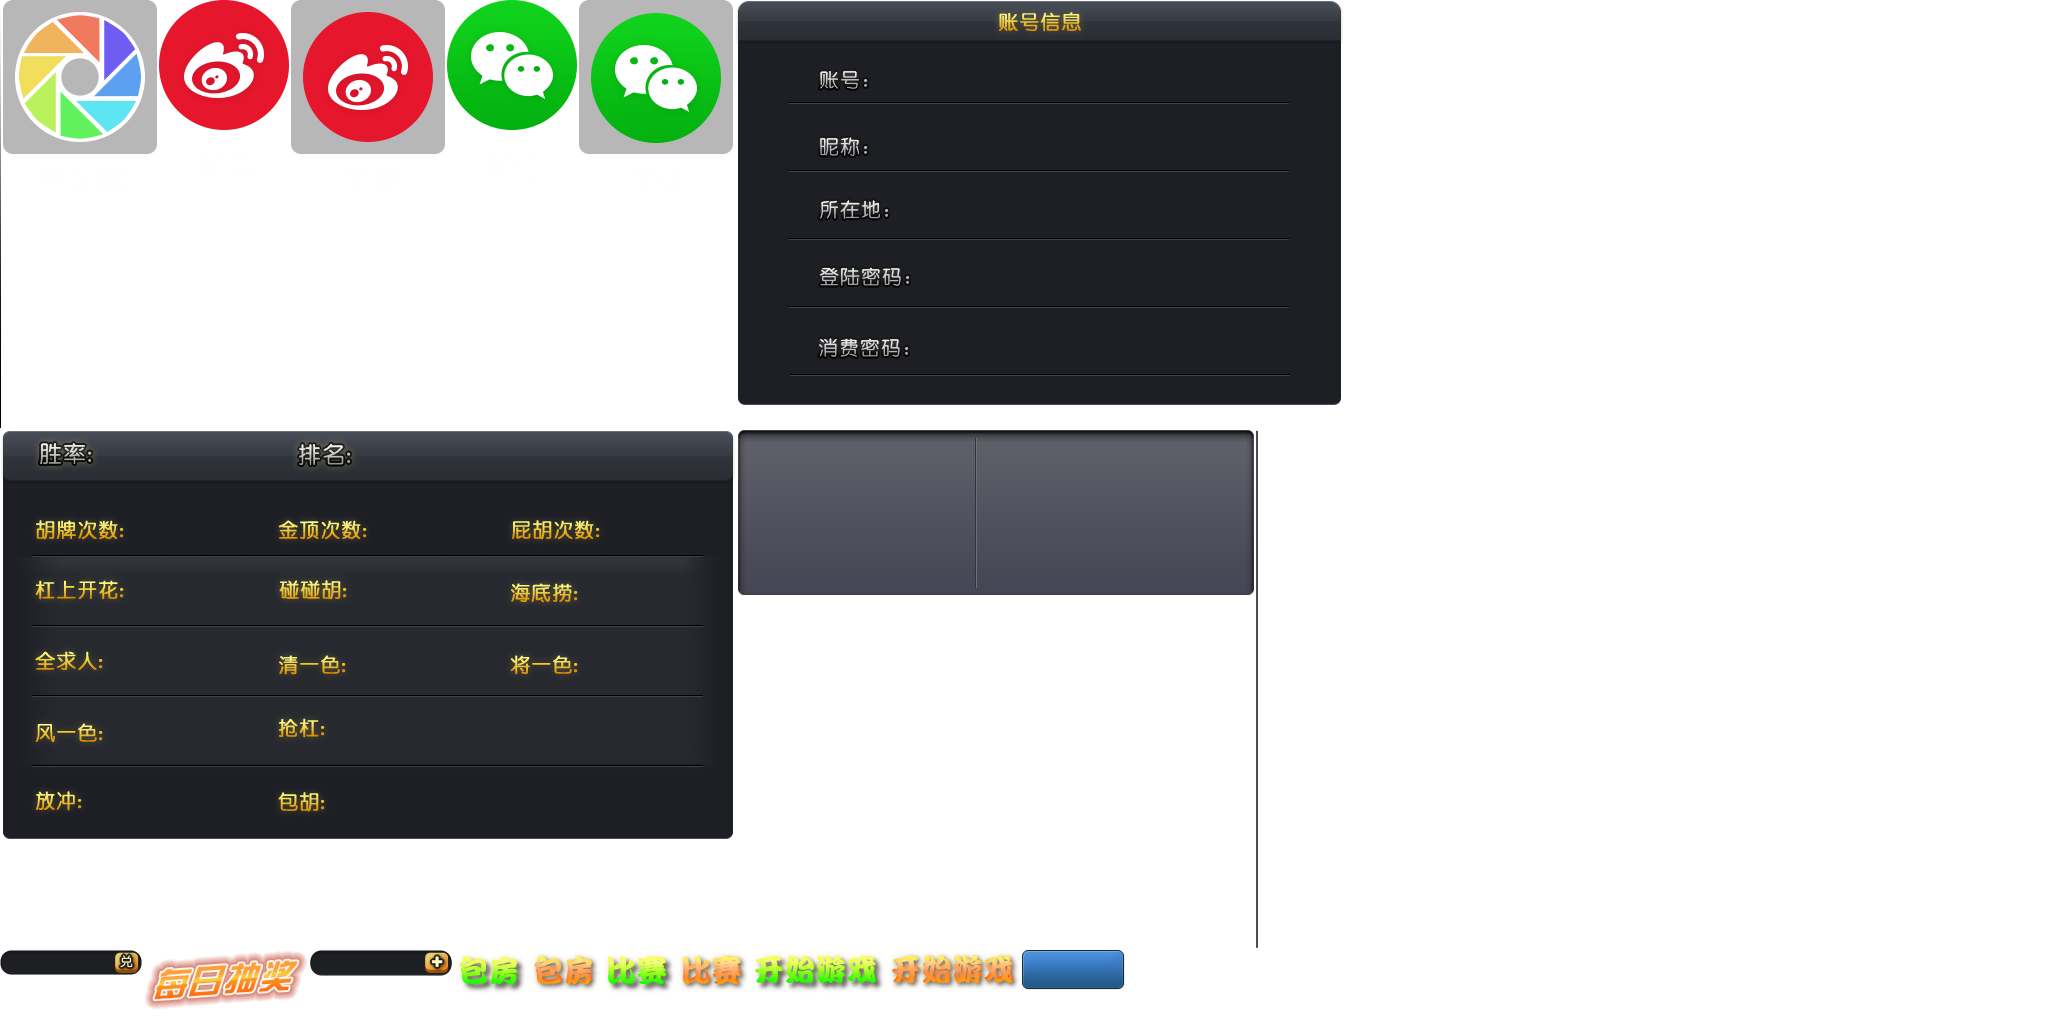 账号信息
账号：
昵称：
所在地：
登陆密码：
消费密码：
胜率: 排名:
胡牌次数: 金顶次数: 屁胡次数:
杠上开花: 碰碰胡: 海底捞:
全求人: 清一色: 将一色:
风一色: 抢杠:
放冲: 包胡:
兑 每日抽奖 包房 包房 比赛 比赛 开始游戏 开始游戏